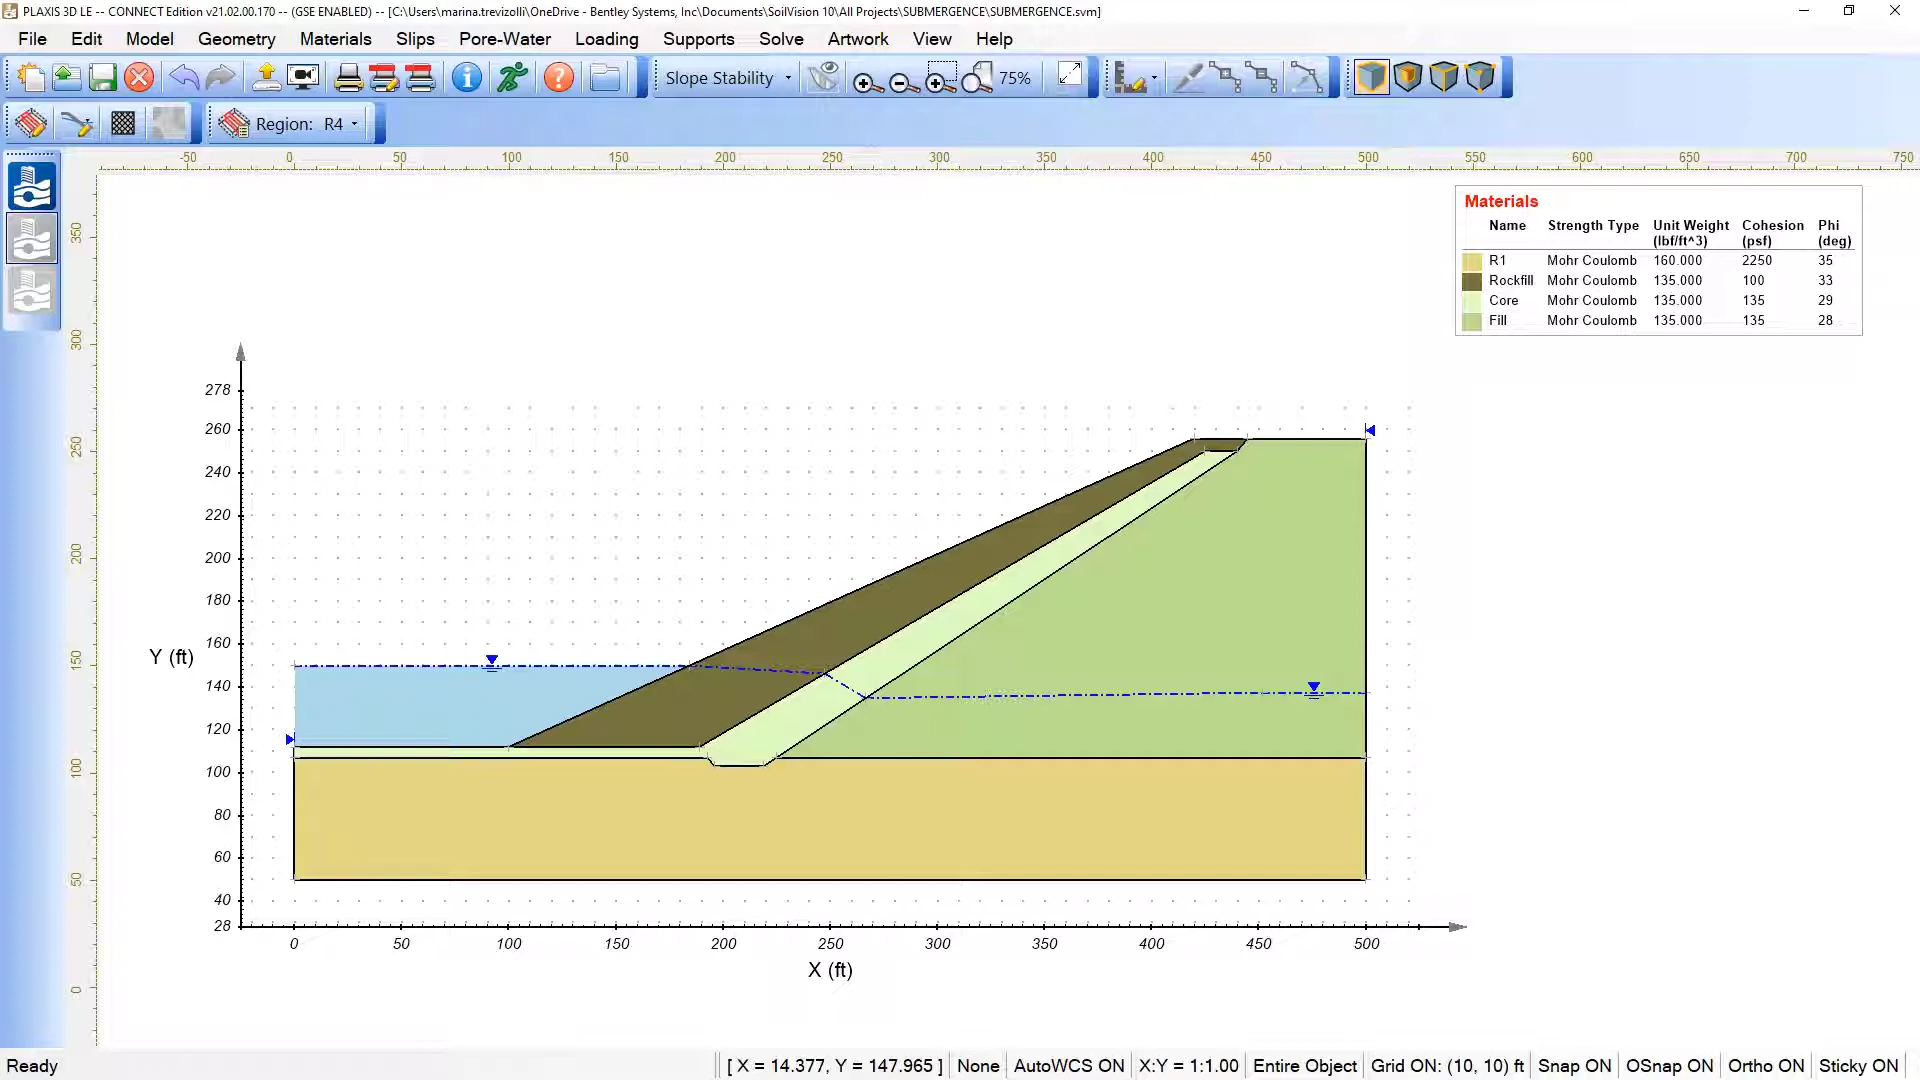 PLAXIS 3D LE -- CONNECT Edition v21.02.00.170 -- (GSE ENABLED) -- [C:\Users\marina.trevizolli\OneDrive - Bentley Systems, Inc\Documents\SoilVision 10\All Projects\SUBMERGENCE\SUBMERGENCE.svm]
File Edit Model Geometry Materials Slips Pore-Water Loading Supports Solve Artwork View Help
Slope Stability 75%
Region: R4
-50 0 50 100 150 200 250 300 350 400 450 500 550 600 650 700 750
350
300
250
200
150
100
50
0
Materials
Name Strength Type Unit Weight Cohesion Phi
(lbf/ft^3) (psf) (deg)
R1 Mohr Coulomb 160.000 2250 35
Rockfill Mohr Coulomb 135.000 100 33
Core Mohr Coulomb 135.000 135 29
Fill Mohr Coulomb 135.000 135 28
278
260
240
220
200
180
160
Y (ft)
140
120
100
80
60
40
28
0 50 100 150 200 250 300 350 400 450 500
X (ft)
Ready [ X = 14.377, Y = 147.965 ] None AutoWCS ON X:Y = 1:1.00 Entire Object Grid ON: (10, 10) ft Snap ON OSnap ON Ortho ON Sticky ON